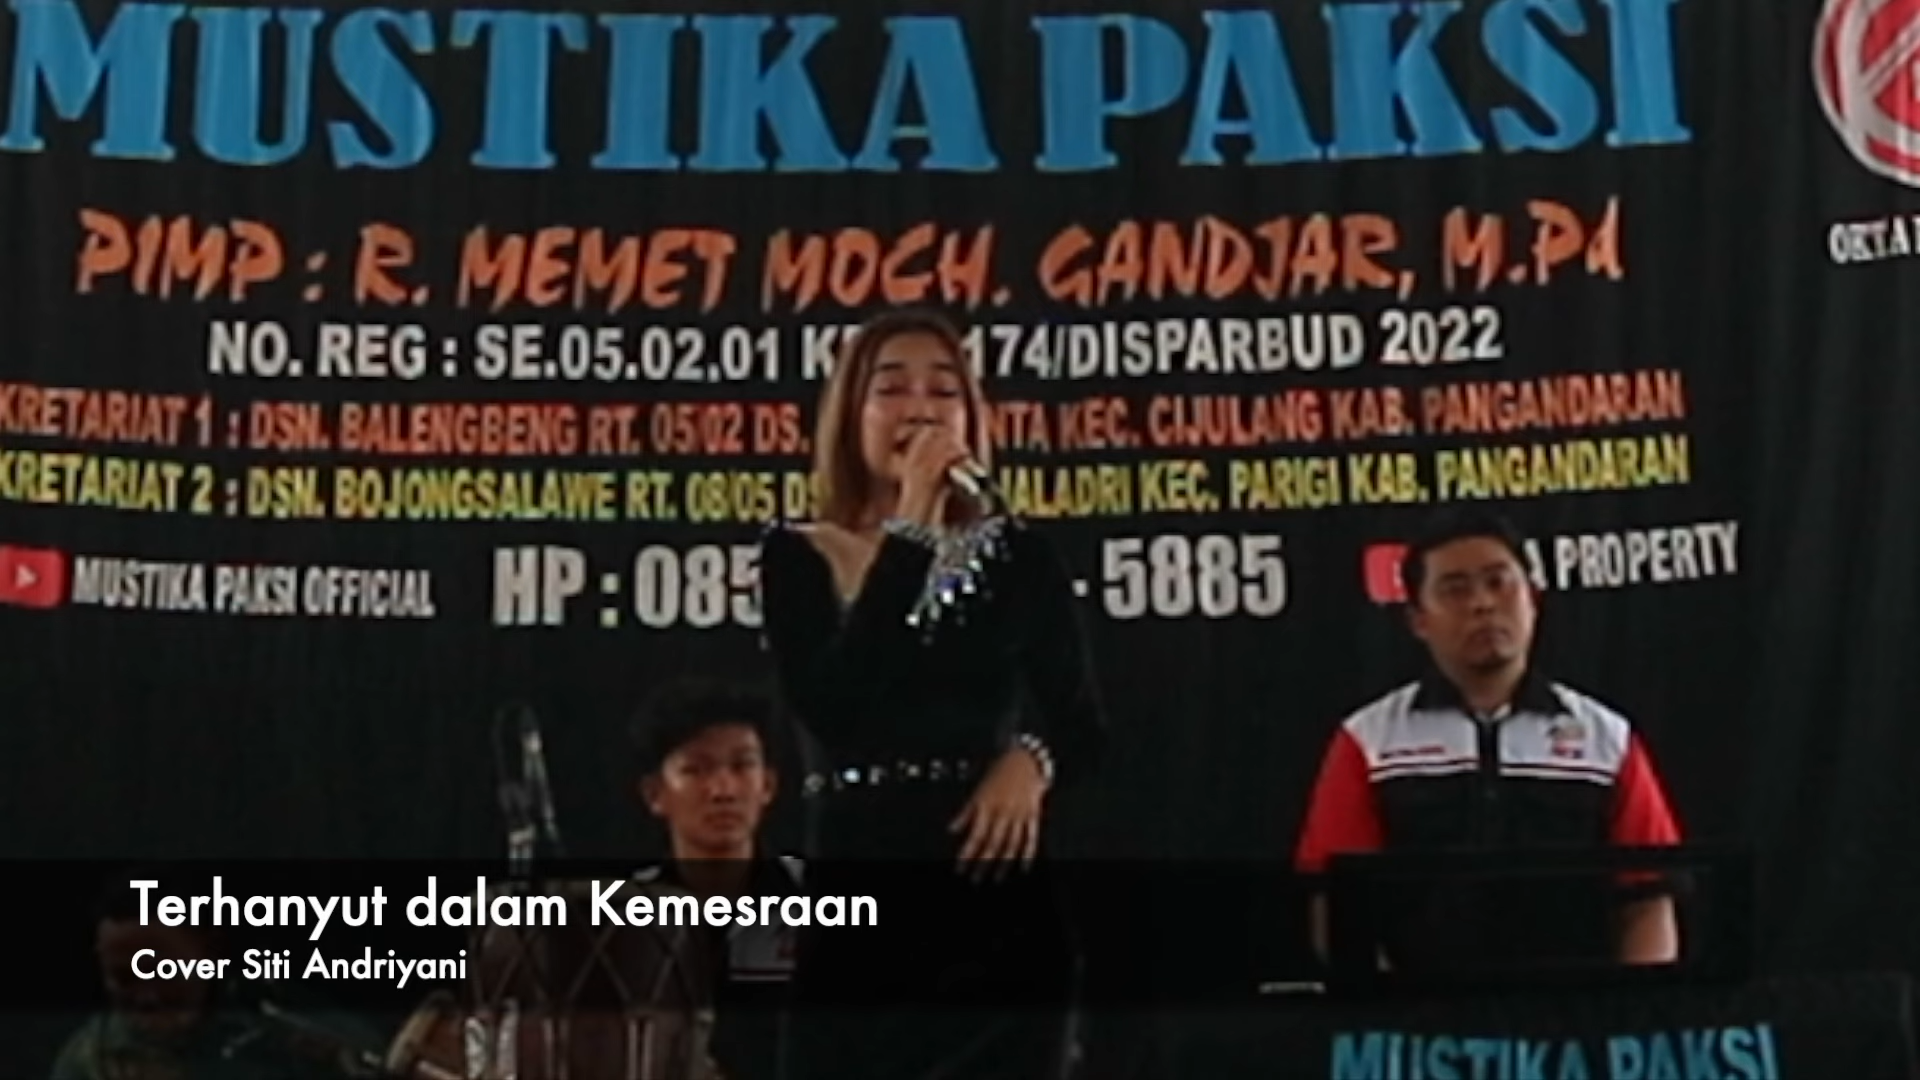 MUSTIKA PAKSI
PIMP : R. MEMET MOCH. GANDJAR, M.Pd
NO. REG : SE.05.02.01 174/DISPARBUD 2022
KRETARIAT 1 : DSN. BALENGBENG RT. 05/02 DS. NTA KEC. CIJULANG KAB. PANGANDARAN
KRETARIAT 2 : DSN. BOJONGSALAWE RT. 08/05 DS ALADRI KEC. PARIGI KAB. PANGANDARAN
MUSTIKA PAKSI OFFICIAL HP : 085 - 5885 A PROPERTY
OKTA
Terhanyut dalam Kemesraan
Cover Siti Andriyani
MUSTIKA PAKSI